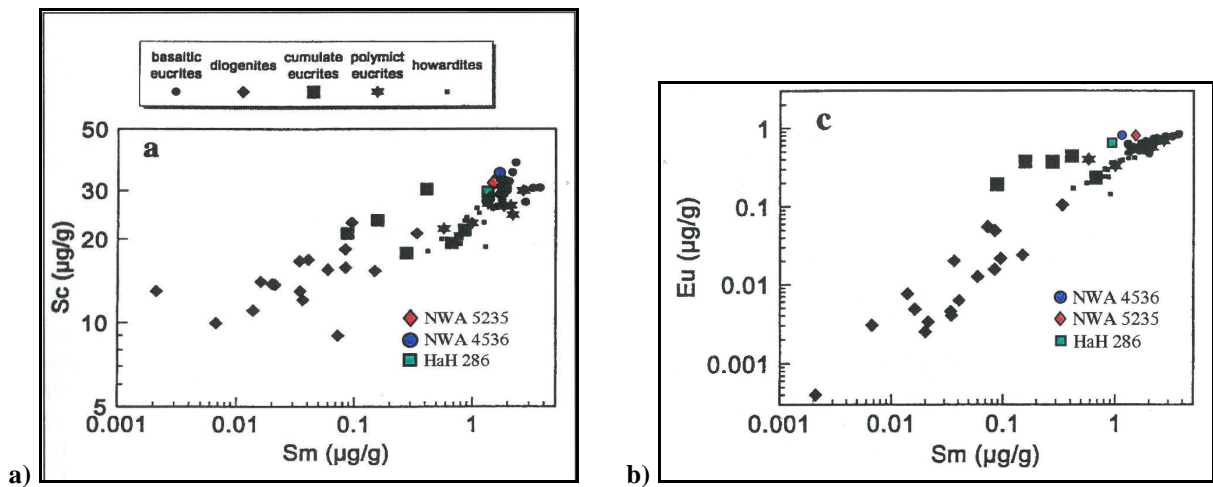 basaltic eucrites diogenites cumulate eucrites polymict eucrites howardites
a
50
30
20
10
5
Sc (µg/g)
0.001 0.01 0.1 1
Sm (µg/g)
NWA 5235
NWA 4536
HaH 286
a)
c
1
0.1
0.01
0.001
Eu (µg/g)
0.001 0.01 0.1 1
Sm (µg/g)
NWA 4536
NWA 5235
HaH 286
b)